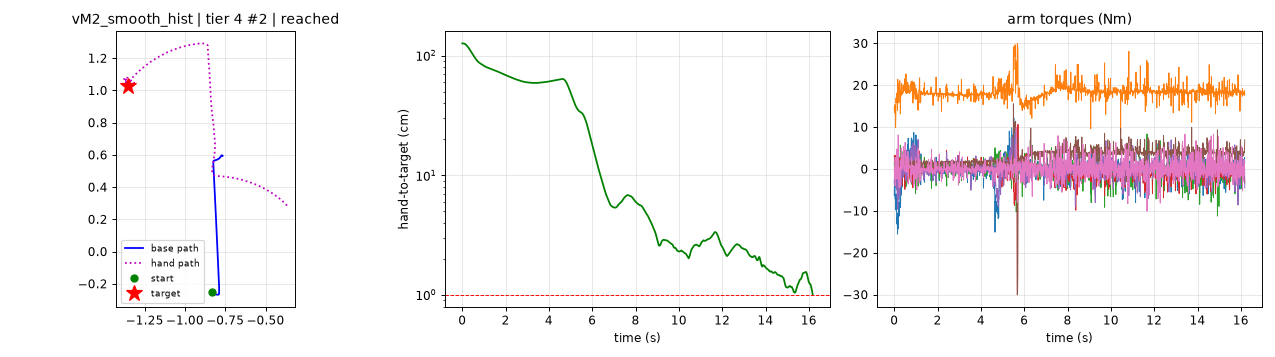 vM2_smooth_hist | tier 4 #2 | reached
1.2
1.0
0.8
0.6
0.4
0.2
0.0
−0.2
base path
hand path
start
target
−1.25 −1.00 −0.75 −0.50
hand-to-target (cm)
10²
10¹
10⁰
0 2 4 6 8 10 12 14 16
time (s)
arm torques (Nm)
30
20
10
0
−10
−20
−30
0 2 4 6 8 10 12 14 16
time (s)